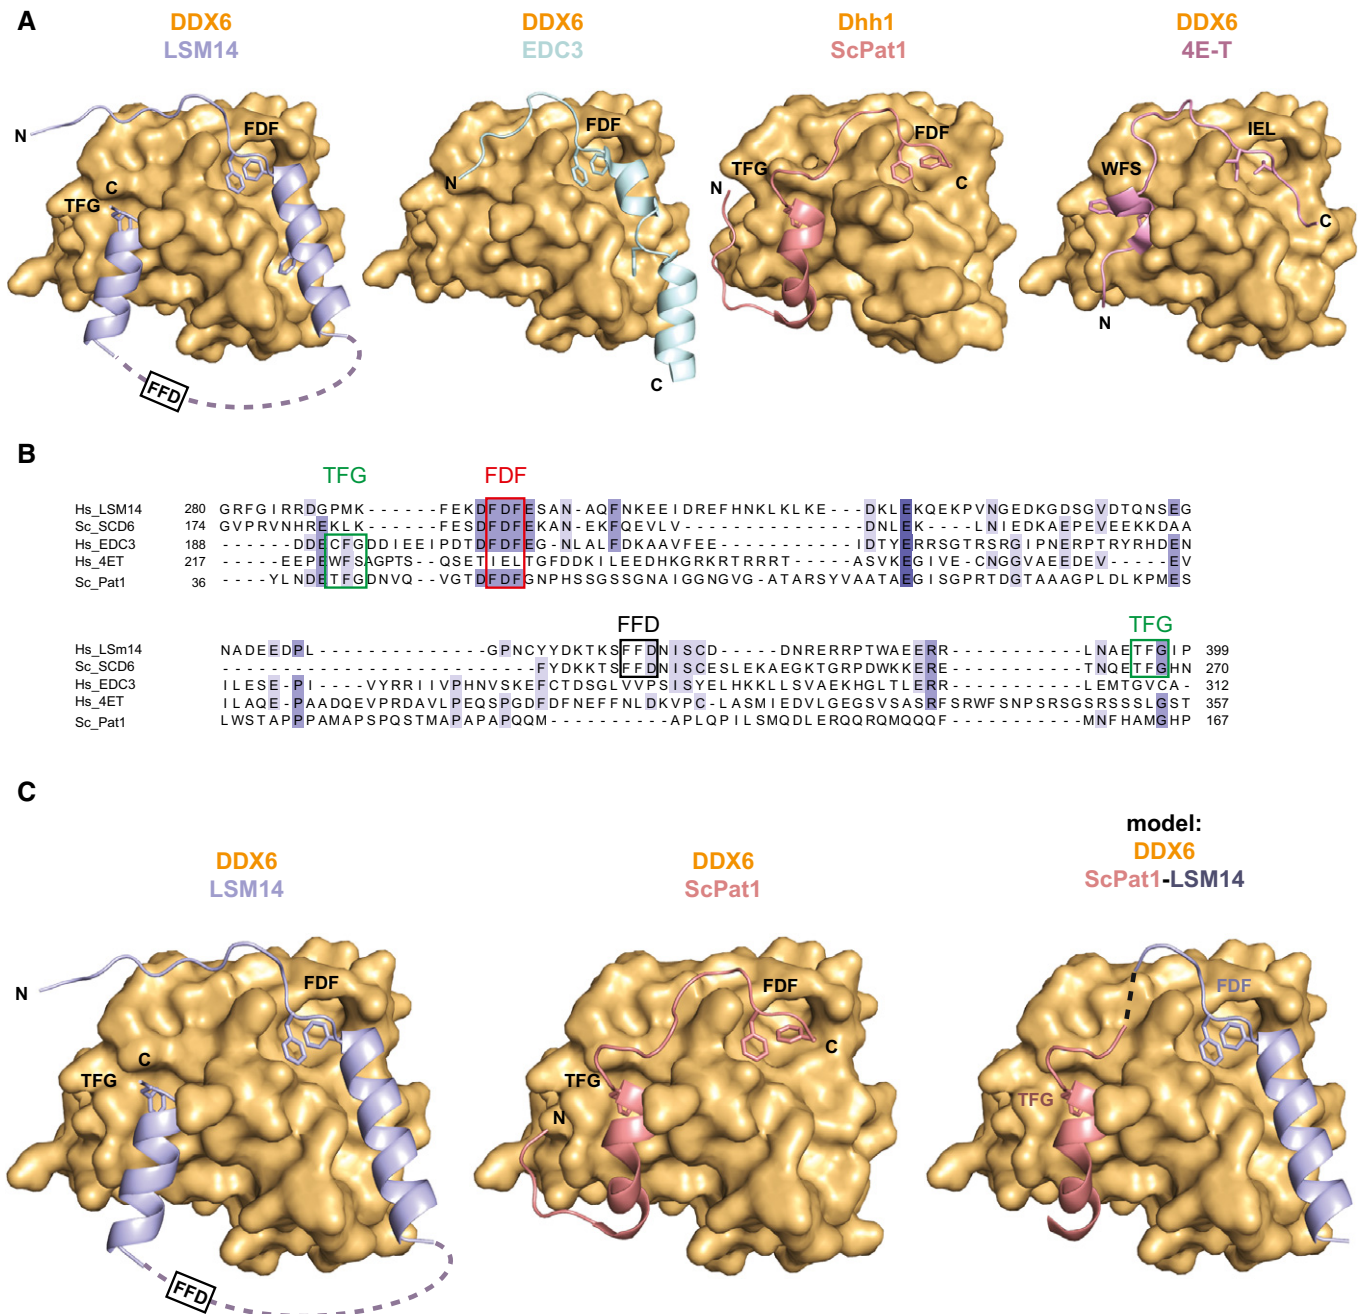 A
DDX6
LSM14
DDX6
EDC3
Dhh1
ScPat1
DDX6
4E-T
N
FDF
C
TFG
FFD
FDF
N
C
TFG
N
FDF
C
IEL
WFS
C
N
B
TFG FDF
Hs_LSM14 280 GRFGIRRDGPMK------FEKDFDFESAN-AQFNKEEIDREFHNKLKLKE---DKLEKQEKPVNGEDKGDSGVDTQNSEG
Sc_SCD6 174 GVPRVNHREKLK------FESDFDFEKAN-EKFQEVLV------------DNLEK---LNIEDKAEPEVEEKKDAA
Hs_EDC3 188 ------DDECFGDDIEEIPDTDFDFEG-NLALFDKAAVFEE---------IDTYERRSGTRSRGIPNERPTRYRHDEN
Hs_4ET 217 -----EEPEWFSAGPTS--QSETIELTGFDDKILEEDHKGRKRTRRRT----ASVKEGIVE-CNGGVAEEDEV----EV
Sc_Pat1 36 ----YLNDETFGDNVQ--VGTDFDFGNPHSSGSSGNAIGGNGVG-ATARSYVAATAEGISGPRTDGTAAAGPLDLKPMES
FFD TFG
Hs_LSm14 NADEEDPL-----------GPNCYYDKTKSFFDNISCD-----DNRERRPTWAEERR-----------LNAETFGIP 399
Sc_SCD6 --------------------FYDKTKSFFDNISCESLEKAEGKTGRPDWKKERR-----------TNQETFGHN 270
Hs_EDC3 ILESE-PI----VYRRIIVPHNVSKEFCTDSGLVVPSISYELHKKLLSVAEKHGLTLERR-----------LEMTGVCA- 312
Hs_4ET ILAQE-PAADQEVPRDAVLPEQSPGDFDFNEFFNLDKVPC-LASMIEDVLGEGSVSASRFSRWFSNPSRSGSRSSSLGST 357
Sc_Pat1 LWSTAPPPAMAPSPQSTMAPAPAPQQM----------APLQPILSMQDLERQQRQMQQQF-----------MNFHAMGHP 167
C
DDX6
LSM14
DDX6
ScPat1
model:
DDX6
ScPat1-LSM14
N
FDF
C
TFG
FFD
FDF
C
TFG
N
FDF
TFG